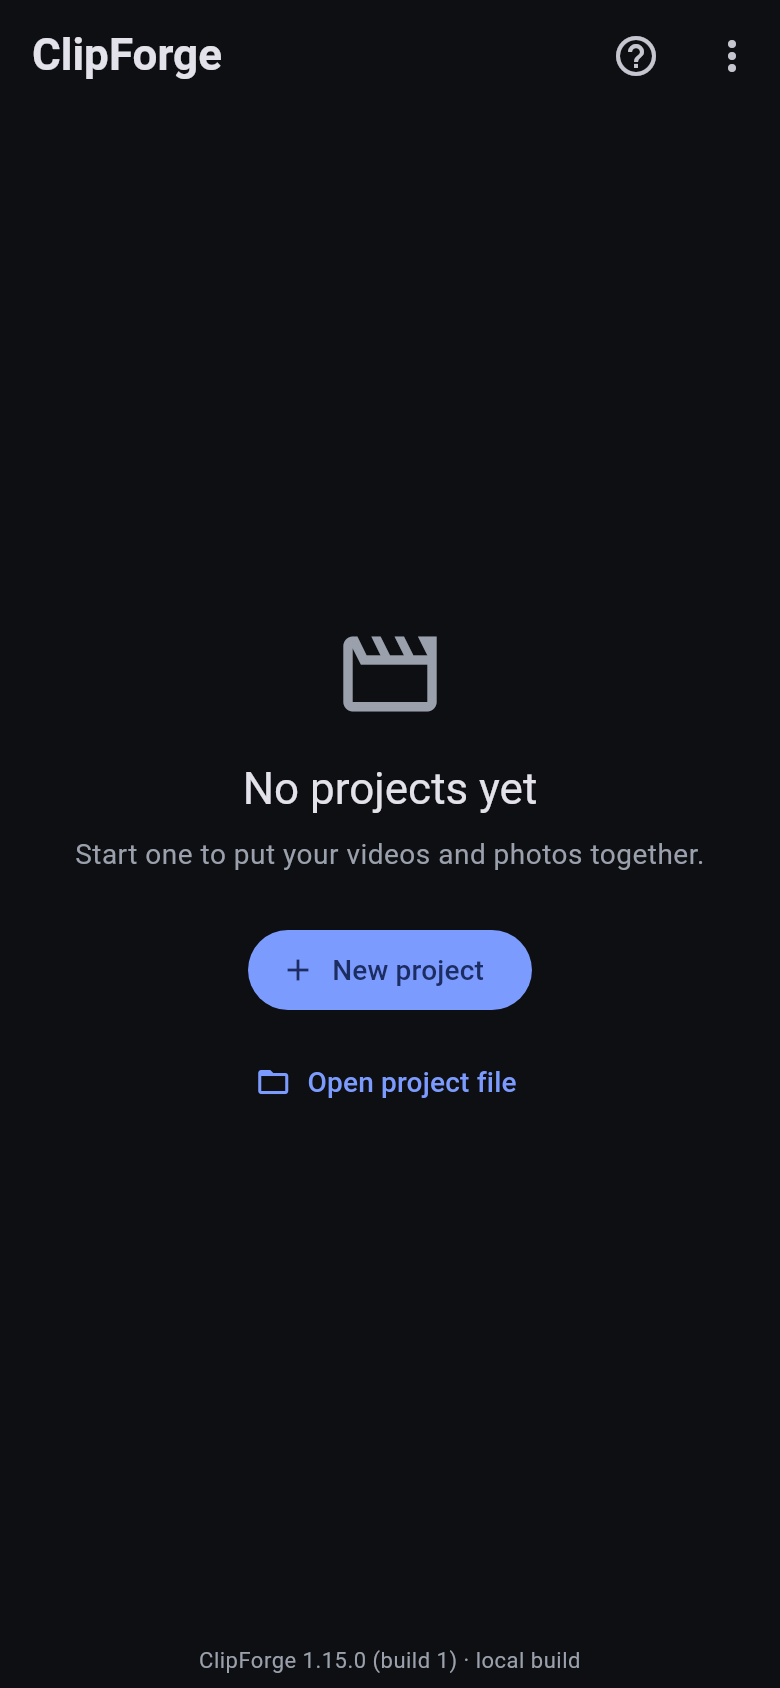 ClipForge
No projects yet
Start one to put your videos and photos together.
New project
Open project file
ClipForge 1.15.0 (build 1) · local build